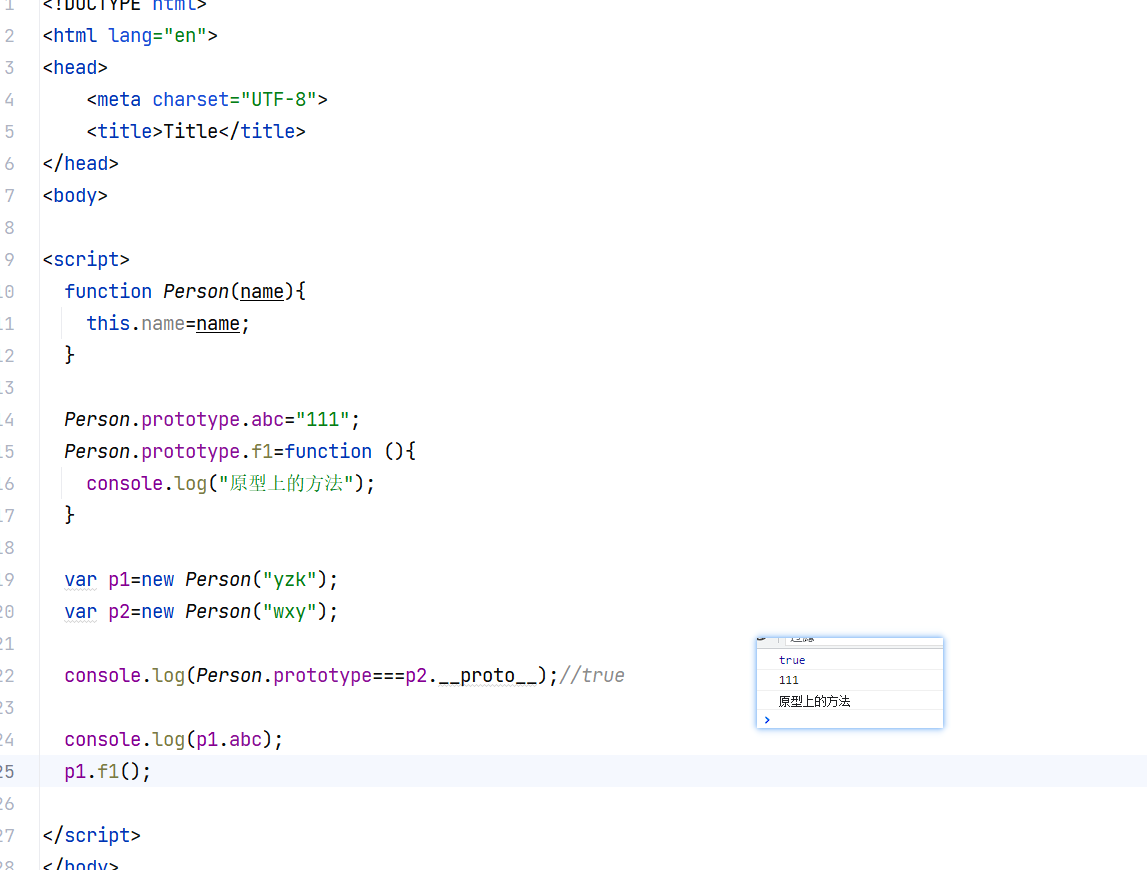 1 <!DOCTYPE html>
2 <html lang="en">
3 <head>
4 <meta charset="UTF-8">
5 <title>Title</title>
6 </head>
7 <body>
8
9 <script>
10 function Person(name){
11 this.name=name;
12 }
13
14 Person.prototype.abc="111";
15 Person.prototype.f1=function (){
16 console.log("原型上的方法");
17 }
18
19 var p1=new Person("yzk");
20 var p2=new Person("wxy");
21
22 console.log(Person.prototype===p2.__proto__);//true
23
24 console.log(p1.abc);
25 p1.f1();
26
27 </script>
28 </body>
true
111
原型上的方法
>